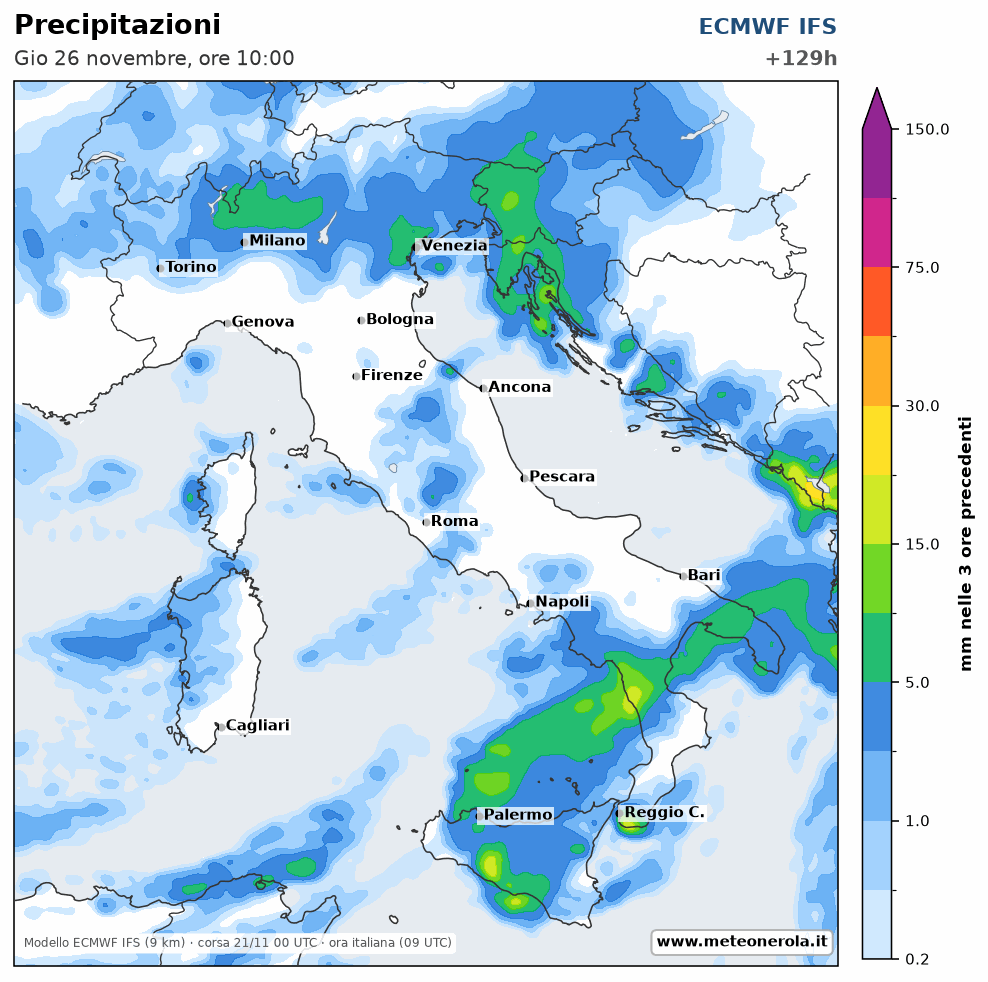 Precipitazioni
ECMWF IFS
Gio 26 novembre, ore 10:00
+129h
150.0
75.0
30.0
15.0
5.0
1.0
0.2
mm nelle 3 ore precedenti
Milano
Venezia
Torino
Genova
Bologna
Firenze
Ancona
Pescara
Roma
Bari
Napoli
Cagliari
Palermo
Reggio C.
Modello ECMWF IFS (9 km) · corsa 21/11 00 UTC · ora italiana (09 UTC)
www.meteonerola.it